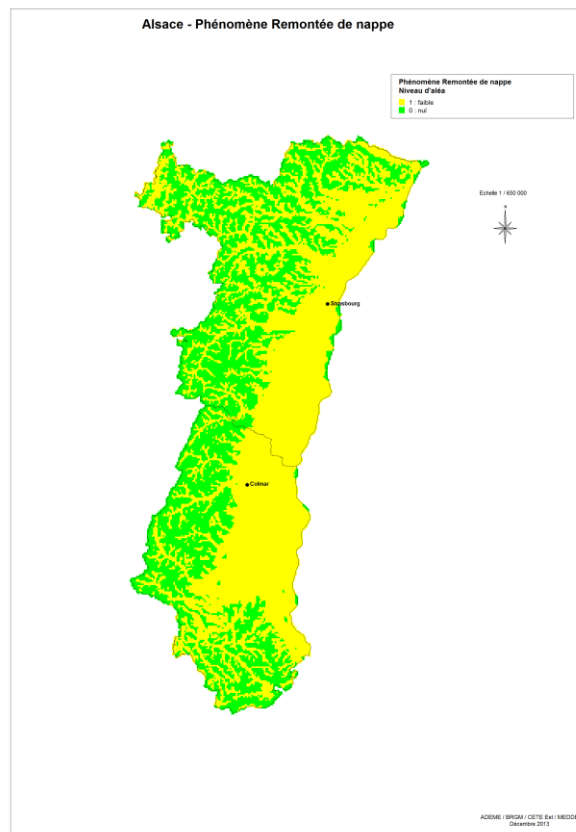 Alsace - Phénomène Remontée de nappe
Phénomène Remontée de nappe
Niveau d'aléa
1 : faible
0 : nul
Echelle 1 / 650 000
N
Strasbourg
Colmar
ADEME / BRGM / CETE Est / MEDDE
Décembre 2013